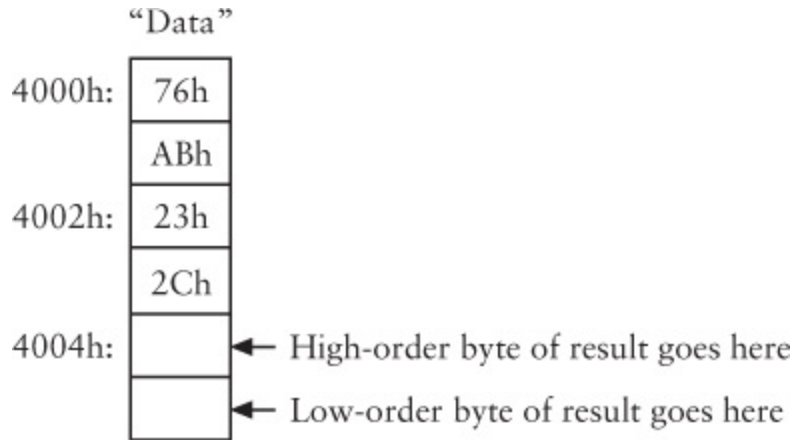 “Data”
4000h: 76h
ABh
4002h: 23h
2Ch
4004h: High-order byte of result goes here
Low-order byte of result goes here